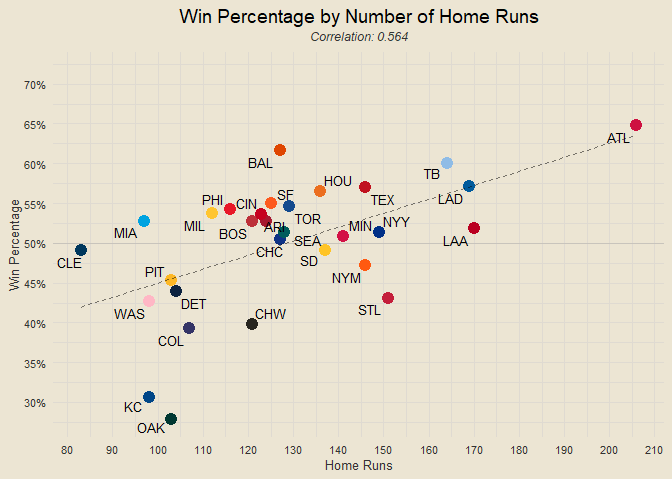 Win Percentage by Number of Home Runs
Correlation: 0.564
Win Percentage
70%
65%
60%
55%
50%
45%
40%
35%
30%
ATL
BAL
TB
HOU
TEX
LAD
PHI
CIN
SF
MIL
MIA
BOS
ARI
TOR
MIN
NYY
SEA
LAA
CHC
SD
CLE
PIT
NYM
DET
WAS
STL
CHW
COL
KC
OAK
80 90 100 110 120 130 140 150 160 170 180 190 200 210
Home Runs